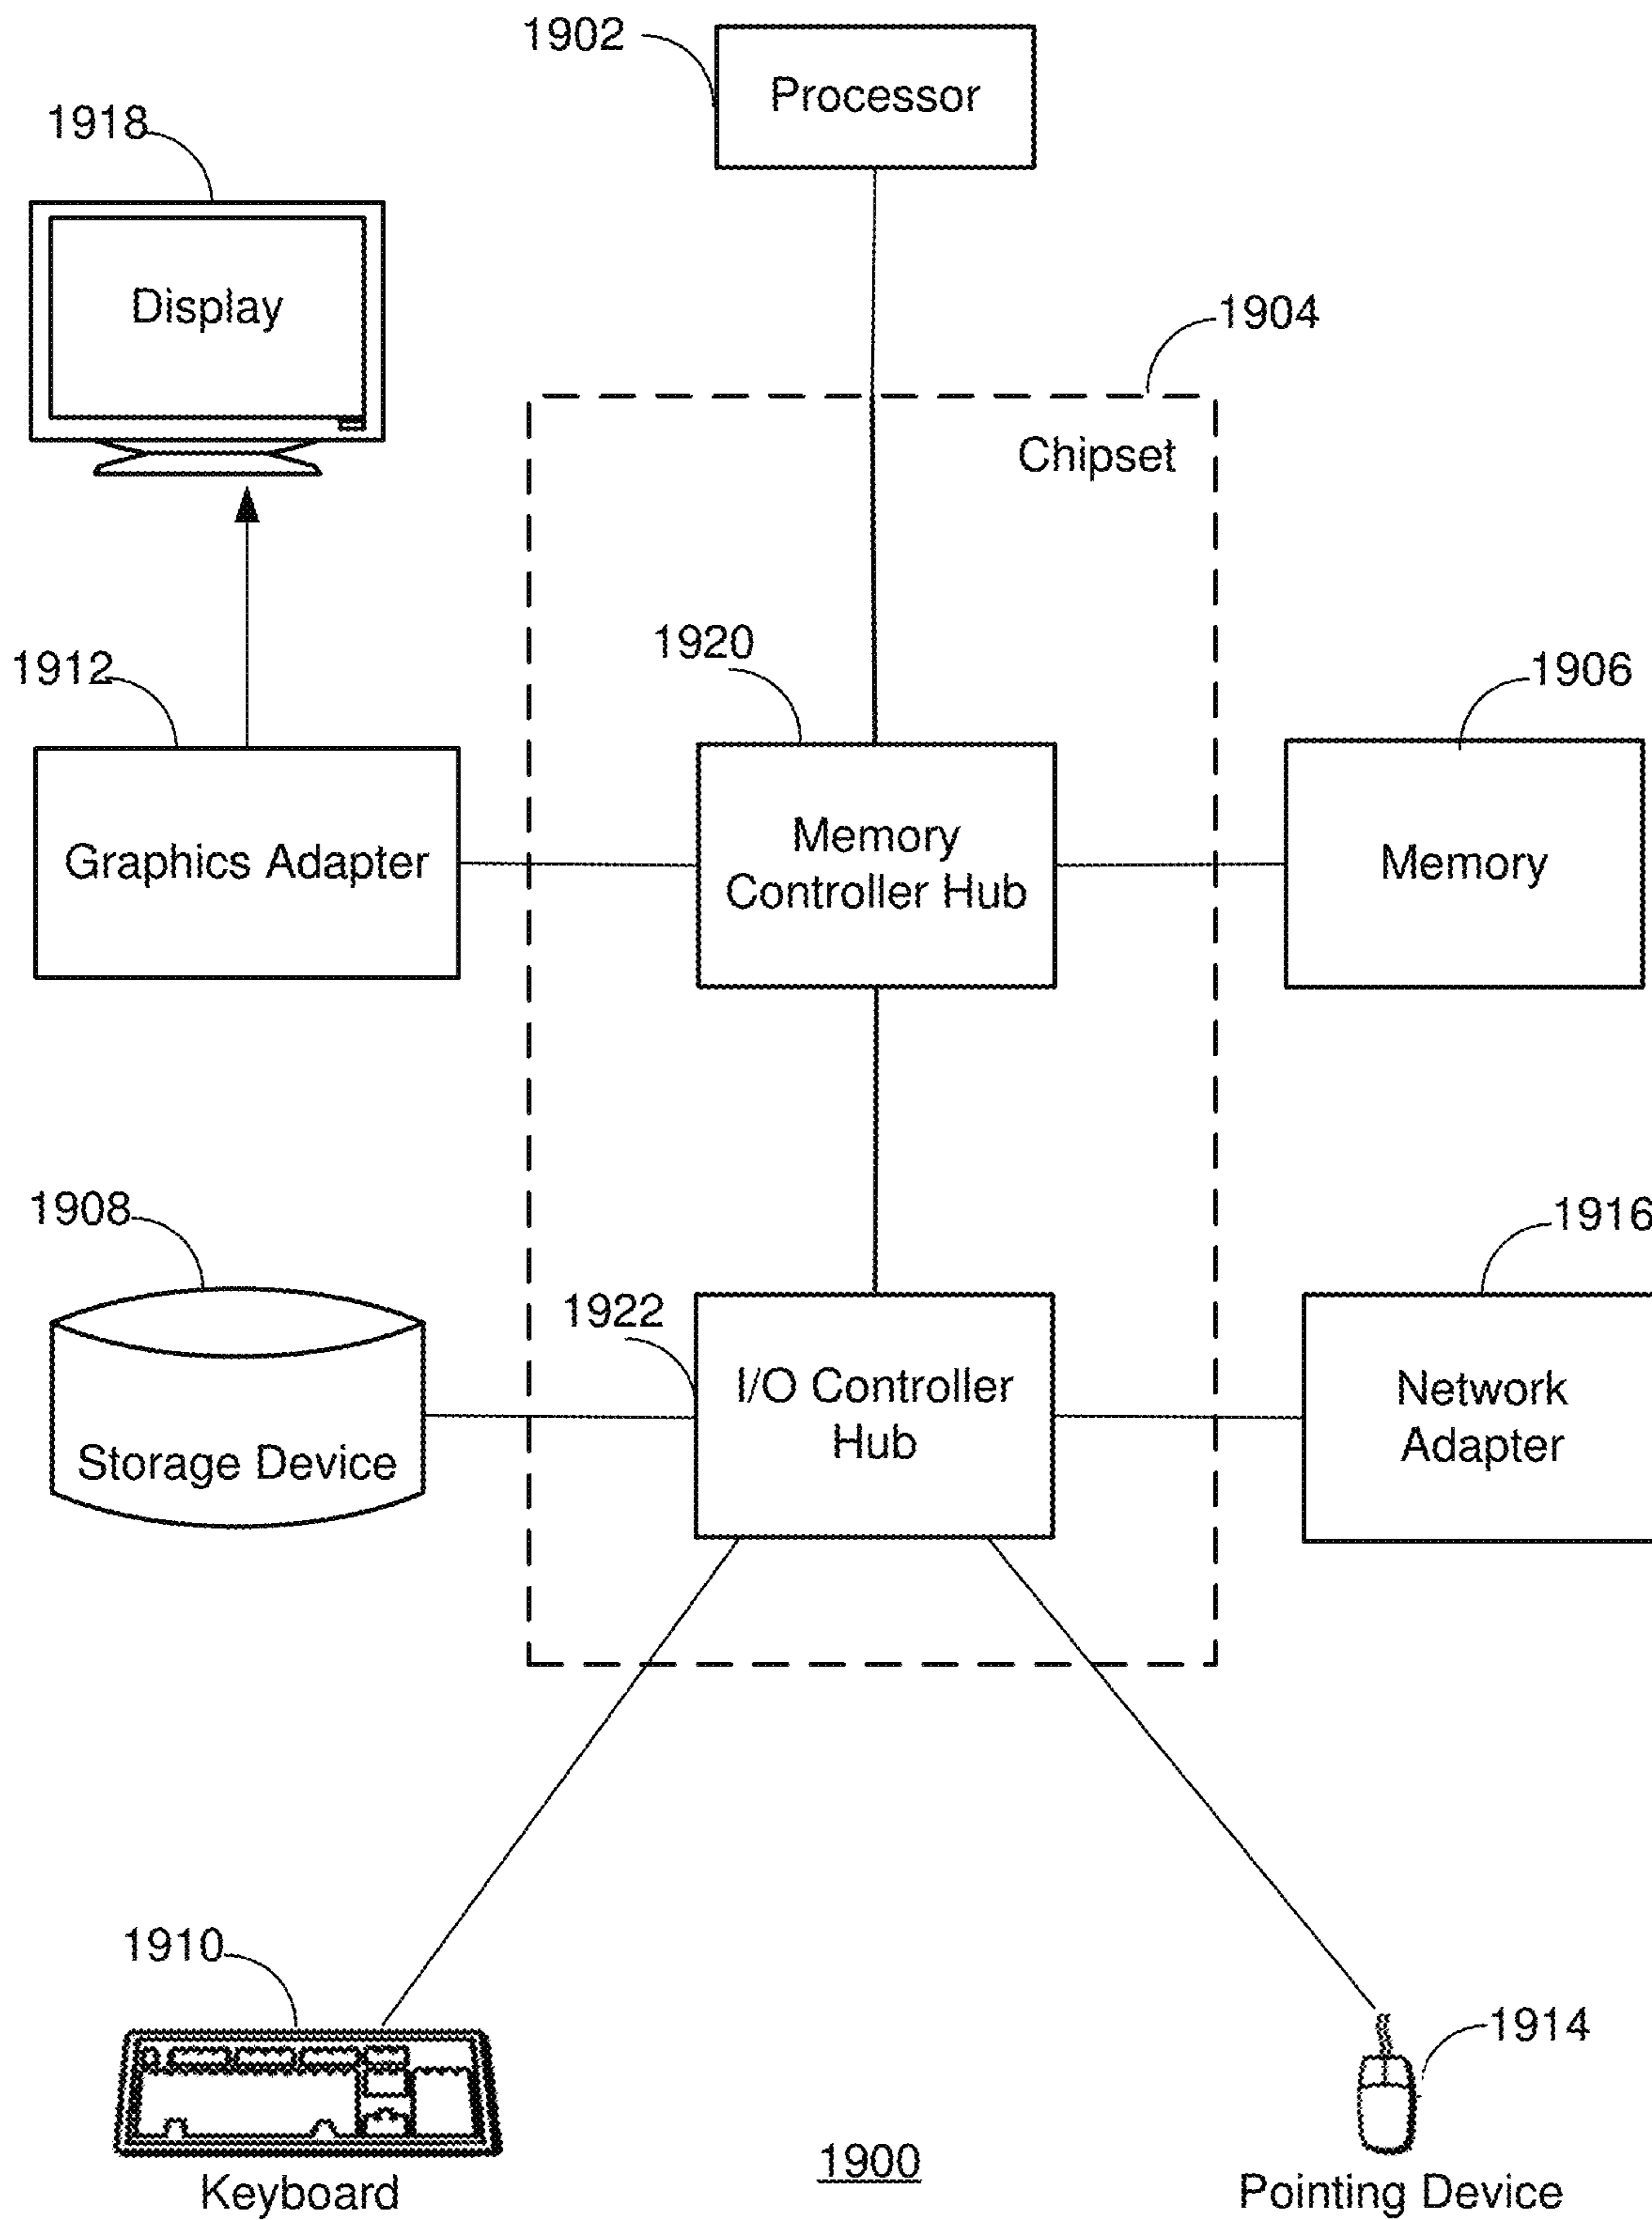 1902
Processor
1918
Display
1904
Chipset
1920
1912
1906
Graphics Adapter
Memory
Controller Hub
Memory
1908
1916
1922
I/O Controller
Hub
Network
Adapter
Storage Device
1910
1914
Keyboard
1900
Pointing Device